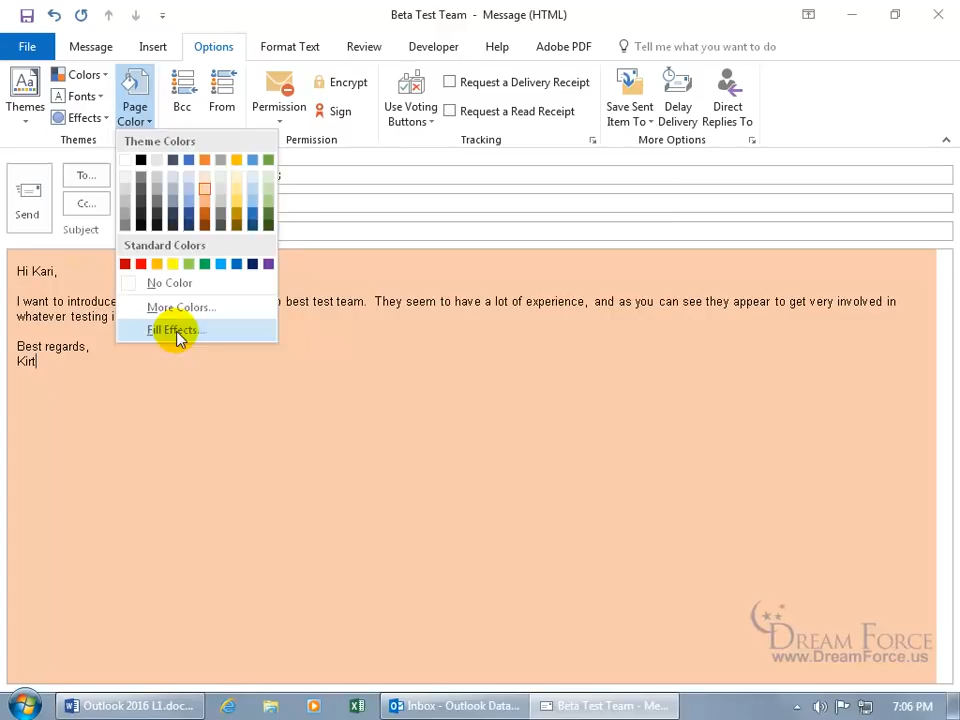 Beta Test Team - Message (HTML)
File Message Insert Options Format Text Review Developer Help Adobe PDF Tell me what you want to do
Themes
Colors
Fonts
Effects
Page Color
Bcc
From
Permission
Encrypt
Sign
Use Voting Buttons
Request a Delivery Receipt
Request a Read Receipt
Save Sent Item To
Delay Delivery
Direct Replies To
Themes Permission Tracking More Options
Theme Colors
Standard Colors
No Color
More Colors...
Fill Effects...
Send
To...
Cc...
Subject
Hi Kari,
I want to introduce best test team. They seem to have a lot of experience, and as you can see they appear to get very involved in
whatever testing
Best regards,
Kirt
DREAM FORCE
www.DreamForce.us
Outlook 2016 L1.doc... Inbox - Outlook Data... Beta Test Team - Me... 7:06 PM